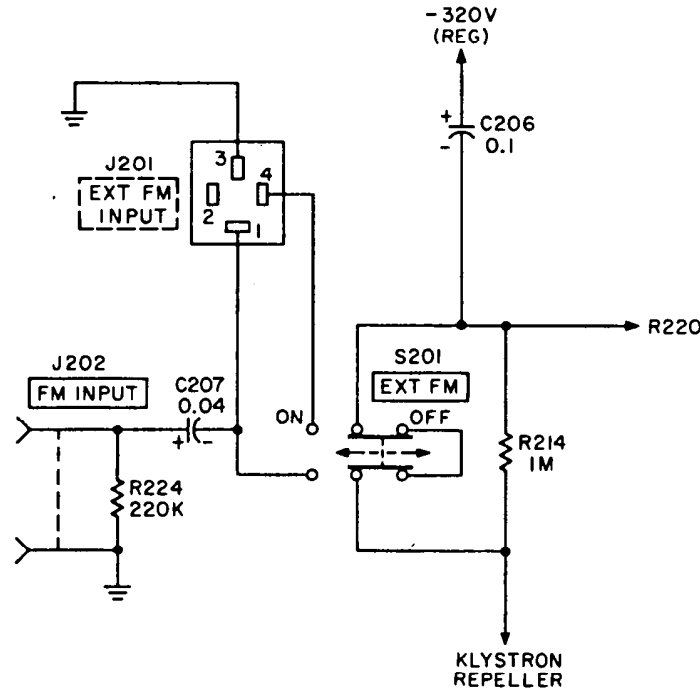 -320V
(REG)
+
-
C206
0.1
J201
EXT FM
INPUT
3
4
2
1
R220
J202
FM INPUT
C207
0.04
+ -
S201
EXT FM
ON
OFF
R224
220K
R214
1M
KLYSTRON
REPELLER